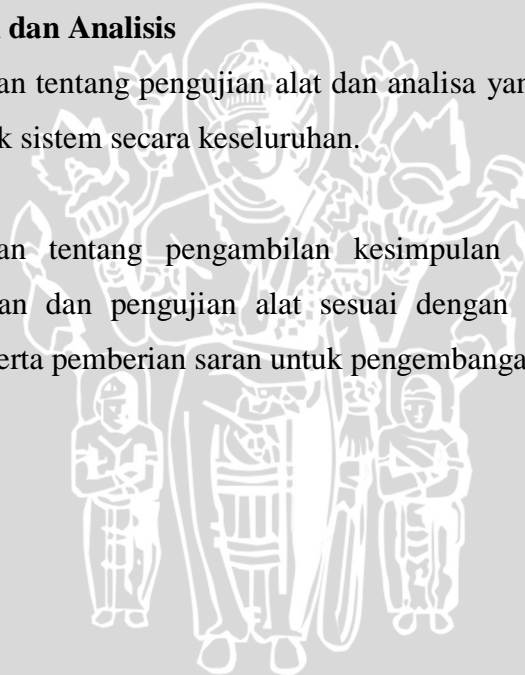 dan Analisis
an tentang pengujian alat dan analisa yan
k sistem secara keseluruhan.
an tentang pengambilan kesimpulan
an dan pengujian alat sesuai dengan
erta pemberian saran untuk pengembanga